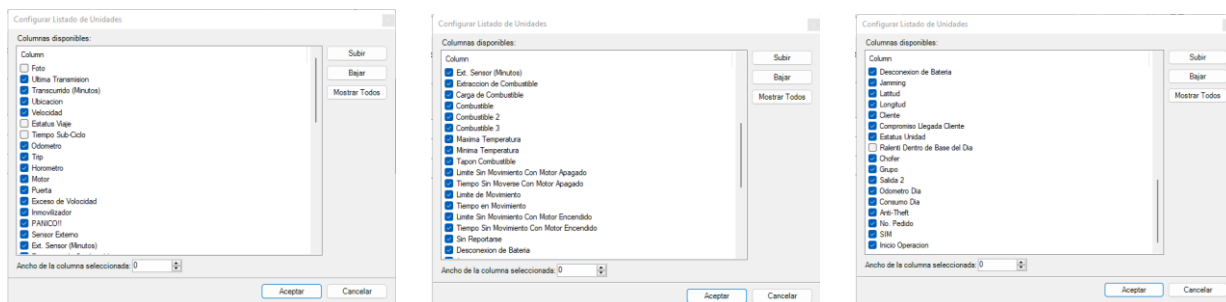 Configurar Listado de Unidades
Columnas disponibles:
Column
Foto
Ultima Transmision
Transcurrido (Minutos)
Ubicacion
Velocidad
Estatus Viaje
Tiempo Sub-Ciclo
Odometro
Trip
Horometro
Motor
Puerta
Exceso de Velocidad
Inmovilizador
PANICO!!
Sensor Externo
Ext. Sensor (Minutos)
Subir
Bajar
Mostrar Todos
Ancho de la columna seleccionada: 0
Aceptar Cancelar
Configurar Listado de Unidades
Columnas disponibles:
Column
Ext. Sensor (Minutos)
Extraccion de Combustible
Carga de Combustible
Combustible
Combustible 2
Combustible 3
Maxima Temperatura
Minima Temperatura
Tapon Combustible
Limite Sin Movimiento Con Motor Apagado
Tiempo Sin Moverse Con Motor Apagado
Limite de Movimiento
Tiempo en Movimiento
Limite Sin Movimiento Con Motor Encendido
Tiempo Sin Movimiento Con Motor Encendido
Sin Reportarse
Desconexion de Bateria
Subir
Bajar
Mostrar Todos
Ancho de la columna seleccionada: 0
Aceptar Cancelar
Configurar Listado de Unidades
Columnas disponibles:
Column
Desconexion de Bateria
Jamming
Latitud
Longitud
Cliente
Compromiso Llegada Cliente
Estatus Unidad
Ralenti Dentro de Base del Dia
Chofer
Grupo
Salida 2
Odometro Dia
Consumo Dia
Anti-Theft
No. Pedido
SIM
Inicio Operacion
Subir
Bajar
Mostrar Todos
Ancho de la columna seleccionada: 0
Aceptar Cancelar